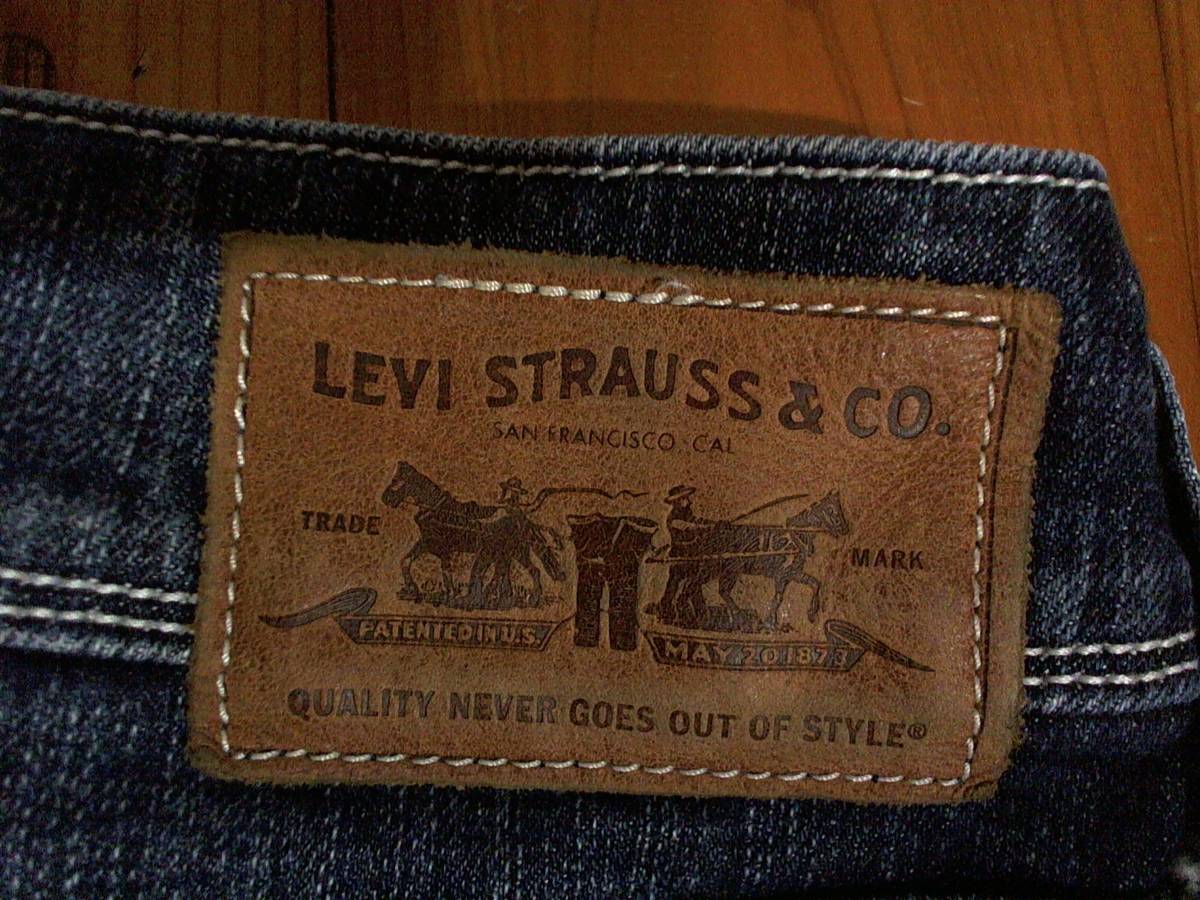 LEVI STRAUSS & CO.
SAN FRANCISCO CAL
TRADE MARK
PATENTED IN U.S. MAY 20 1873
QUALITY NEVER GOES OUT OF STYLE®